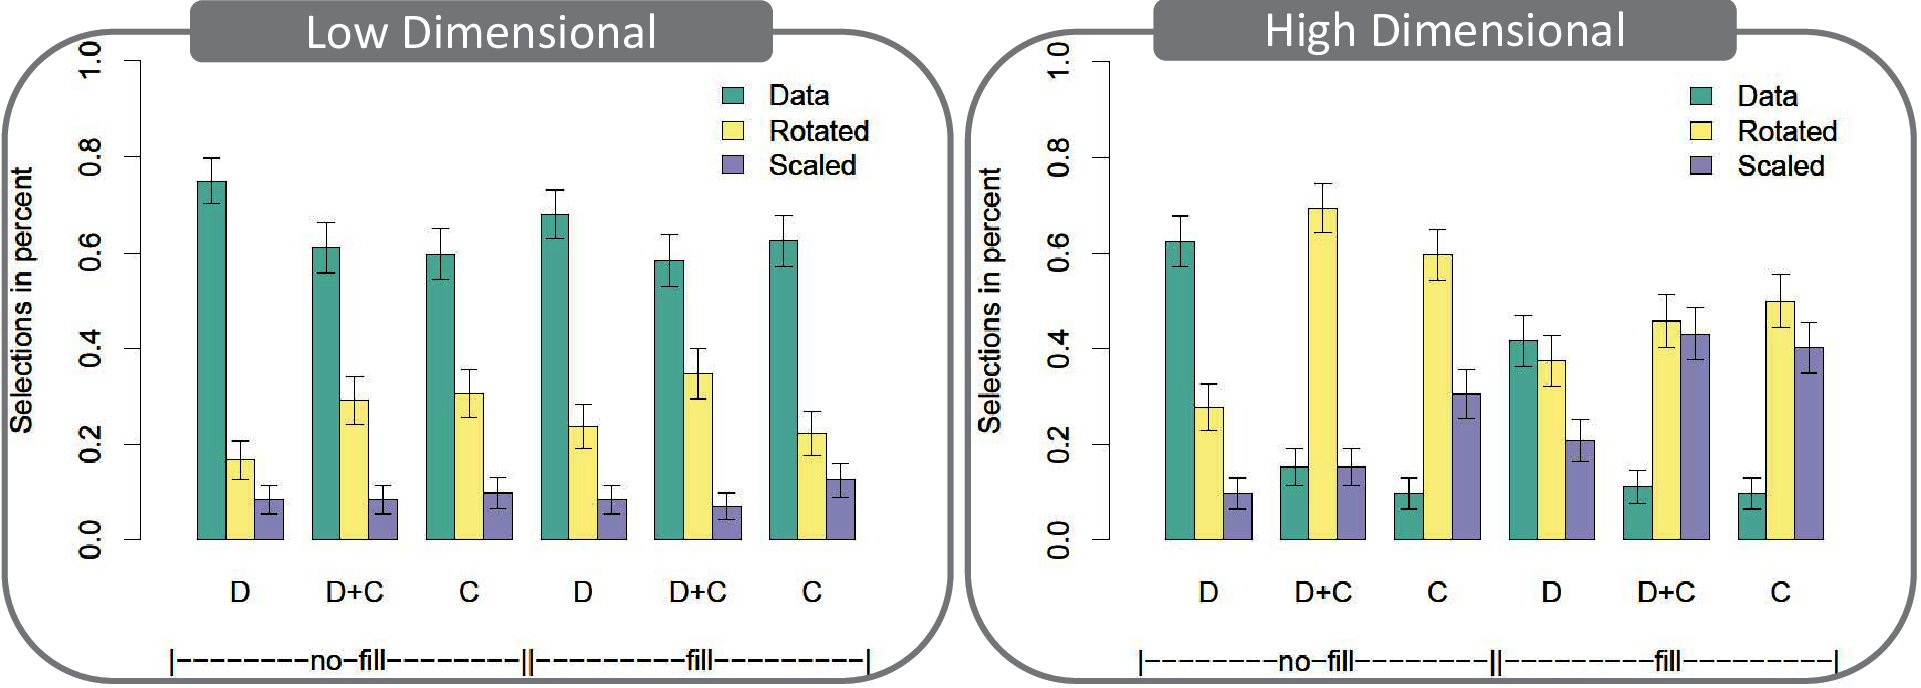 Low Dimensional
Selections in percent
1.0
0.8
0.6
0.4
0.2
0.0
Data
Rotated
Scaled
D D+C C D D+C C
|--------no-fill--------||---------fill---------|
High Dimensional
Selections in percent
1.0
0.8
0.6
0.4
0.2
0.0
Data
Rotated
Scaled
D D+C C D D+C C
|--------no-fill--------||---------fill---------|